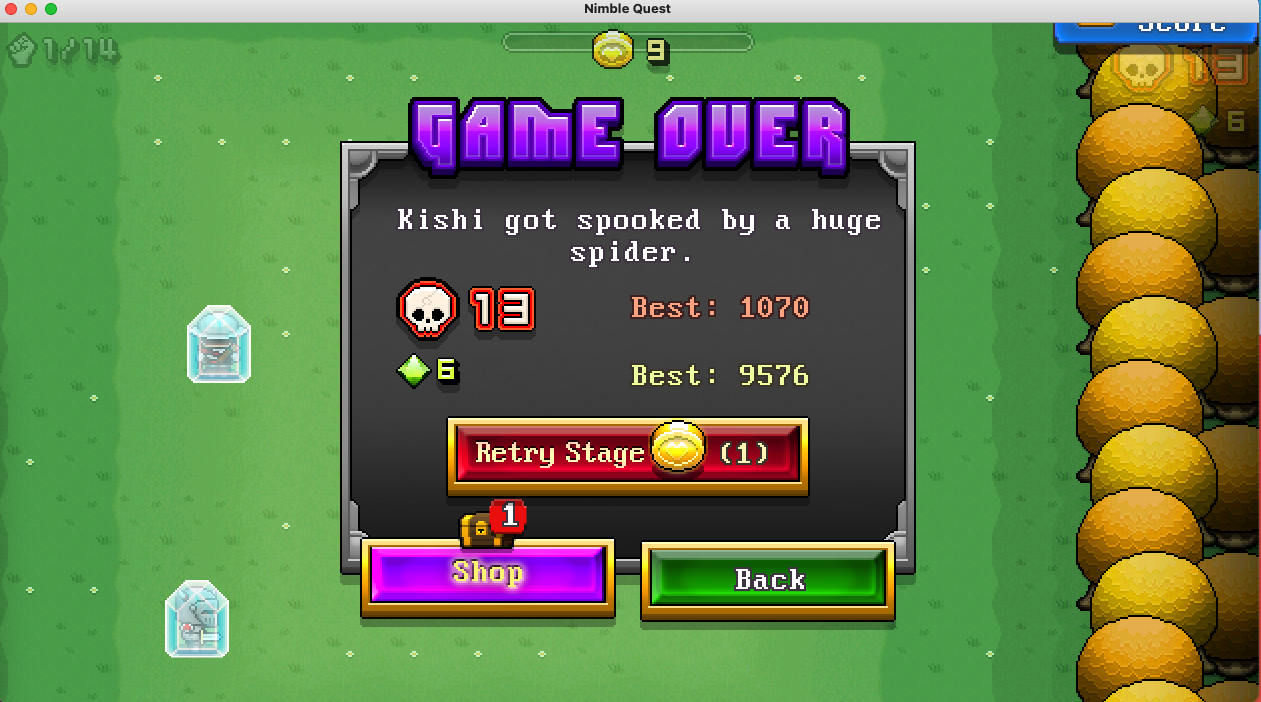 Nimble Quest
1/14
9
Score
13
6
GAME OVER
Kishi got spooked by a huge
spider.
13
Best: 1070
6
Best: 9576
Retry Stage (1)
1
Shop
Back